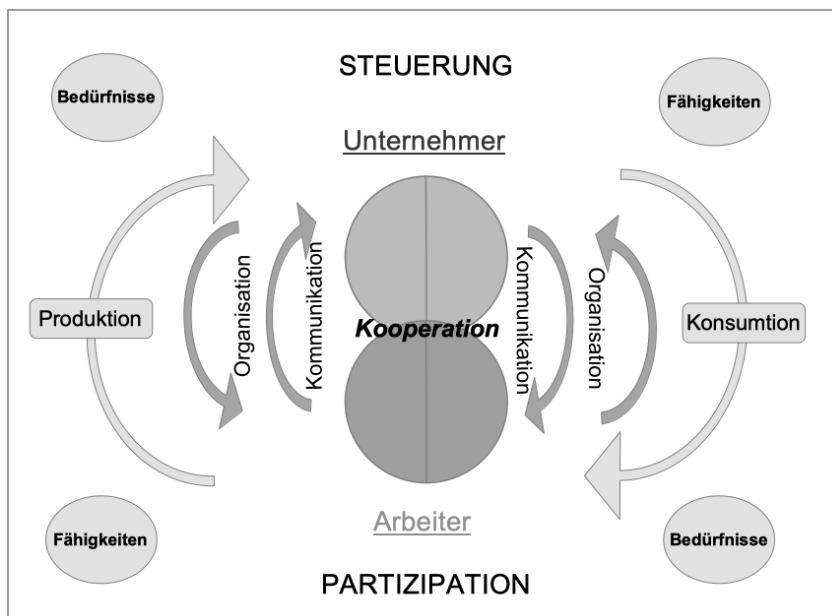 STEUERUNG
Bedürfnisse
Fähigkeiten
Unternehmer
Organisation
Kommunikation
Kommunikation
Organisation
Produktion
Kooperation
Konsumtion
Arbeiter
Fähigkeiten
Bedürfnisse
PARTIZIPATION